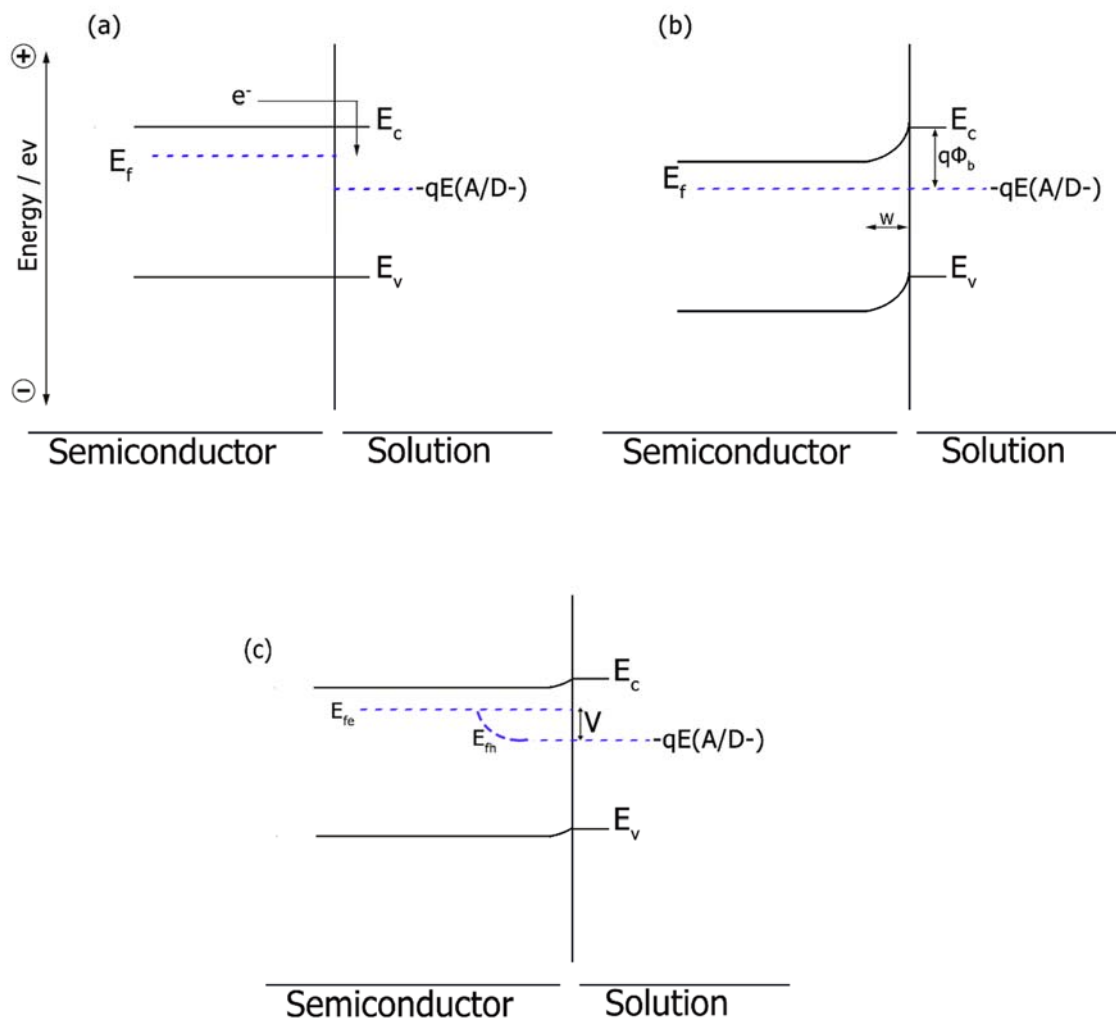 (a)
⊕
e-
Ec
Ef
-qE(A/D-)
Energy / ev
Ev
⊖
Semiconductor
Solution
(b)
Ec
qΦb
Ef
-qE(A/D-)
w
Ev
Semiconductor
Solution
(c)
Ec
Efe
V
Efh
-qE(A/D-)
Ev
Semiconductor
Solution